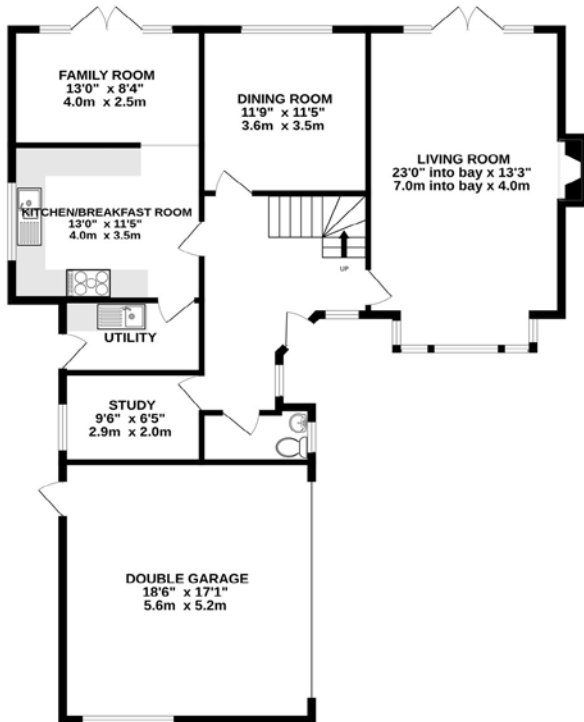 FAMILY ROOM
13'0" x 8'4"
4.0m x 2.5m
DINING ROOM
11'9" x 11'5"
3.6m x 3.5m
LIVING ROOM
23'0" into bay x 13'3"
7.0m into bay x 4.0m
KITCHEN/BREAKFAST ROOM
13'0" x 11'5"
4.0m x 3.5m
UP
UTILITY
STUDY
9'6" x 6'5"
2.9m x 2.0m
DOUBLE GARAGE
18'6" x 17'1"
5.6m x 5.2m